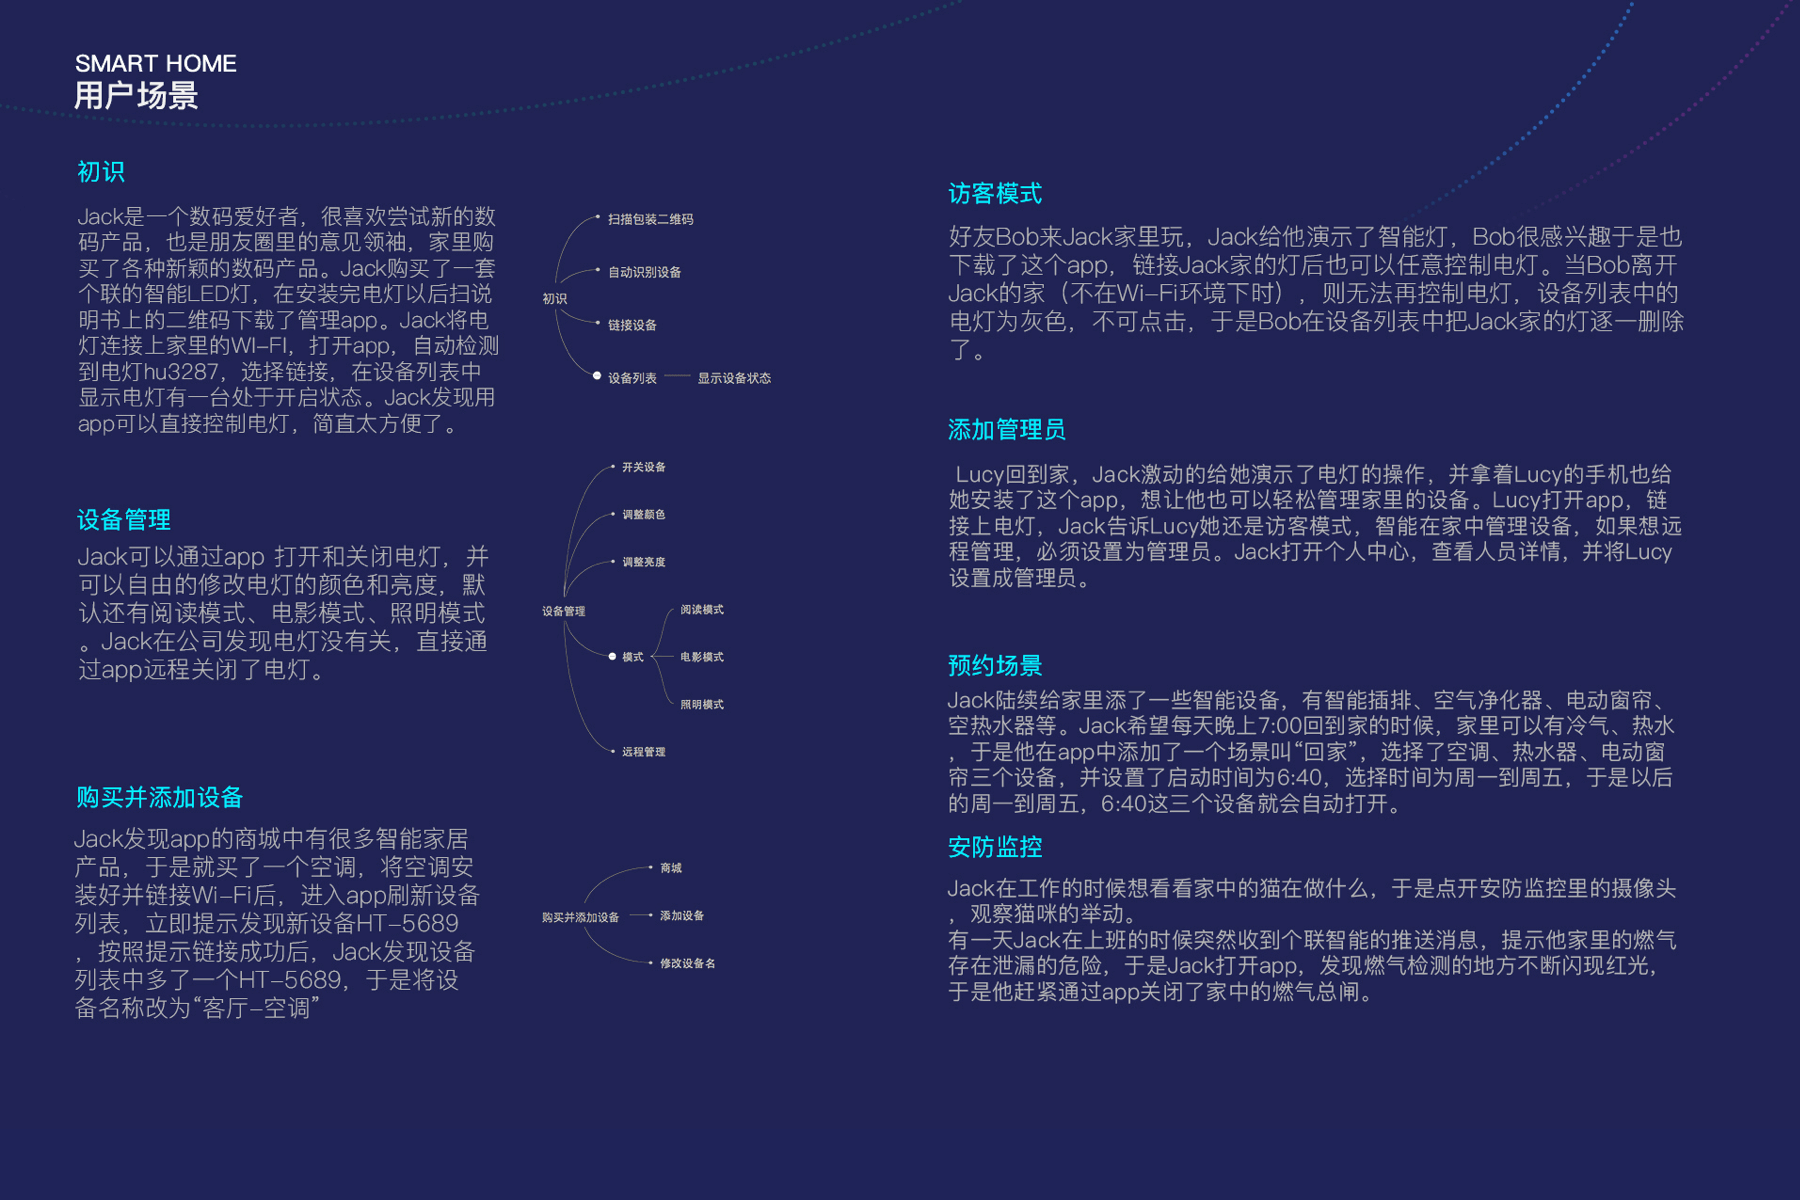 SMART HOME
用户场景
初识
Jack是一个数码爱好者，很喜欢尝试新的数
码产品，也是朋友圈里的意见领袖，家里购
买了各种新颖的数码产品。Jack购买了一套
个联的智能LED灯，在安装完电灯以后扫说
明书上的二维码下载了管理app。Jack将电
灯连接上家里的WI-FI，打开app，自动检测
到电灯hu3287，选择链接，在设备列表中
显示电灯有一台处于开启状态。Jack发现用
app可以直接控制电灯，简直太方便了。
扫描包装二维码
自动识别设备
初识
链接设备
设备列表
显示设备状态
设备管理
Jack可以通过app 打开和关闭电灯，并
可以自由的修改电灯的颜色和亮度，默
认还有阅读模式、电影模式、照明模式
。Jack在公司发现电灯没有关，直接通
过app远程关闭了电灯。
开关设备
调整颜色
调整亮度
设备管理
阅读模式
模式
电影模式
照明模式
远程管理
购买并添加设备
Jack发现app的商城中有很多智能家居
产品，于是就买了一个空调，将空调安
装好并链接Wi-Fi后，进入app刷新设备
列表，立即提示发现新设备HT-5689
，按照提示链接成功后，Jack发现设备
列表中多了一个HT-5689，于是将设
备名称改为“客厅-空调”
商城
购买并添加设备
添加设备
修改设备名
访客模式
好友Bob来Jack家里玩，Jack给他演示了智能灯，Bob很感兴趣于是也
下载了这个app，链接Jack家的灯后也可以任意控制电灯。当Bob离开
Jack的家（不在Wi-Fi环境下时），则无法再控制电灯，设备列表中的
电灯为灰色，不可点击，于是Bob在设备列表中把Jack家的灯逐一删除
了。
添加管理员
Lucy回到家，Jack激动的给她演示了电灯的操作，并拿着Lucy的手机也给
她安装了这个app，想让他也可以轻松管理家里的设备。Lucy打开app，链
接上电灯，Jack告诉Lucy她还是访客模式，智能在家中管理设备，如果想远
程管理，必须设置为管理员。Jack打开个人中心，查看人员详情，并将Lucy
设置成管理员。
预约场景
Jack陆续给家里添了一些智能设备，有智能插排、空气净化器、电动窗帘、
空热水器等。Jack希望每天晚上7:00回到家的时候，家里可以有冷气、热水
，于是他在app中添加了一个场景叫“回家”，选择了空调、热水器、电动窗
帘三个设备，并设置了启动时间为6:40，选择时间为周一到周五，于是以后
的周一到周五，6:40这三个设备就会自动打开。
安防监控
Jack在工作的时候想看看家中的猫在做什么，于是点开安防监控里的摄像头
，观察猫咪的举动。
有一天Jack在上班的时候突然收到个联智能的推送消息，提示他家里的燃气
存在泄漏的危险，于是Jack打开app，发现燃气检测的地方不断闪现红光，
于是他赶紧通过app关闭了家中的燃气总闸。